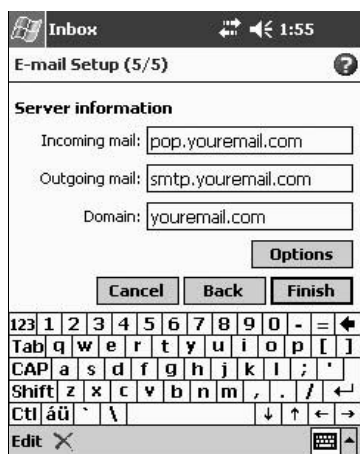 Inbox 1:55
E-mail Setup (5/5) ?
Server information
Incoming mail: pop.youremail.com
Outgoing mail: smtp.youremail.com
Domain: youremail.com
Options
Cancel Back Finish
123 1 2 3 4 5 6 7 8 9 0 - = ←
Tab q w e r t y u i o p [ ]
CAP a s d f g h j k l ; '
Shift z x c v b n m , . / ↵
Ctl áü ` \ ↓ ↑ ← →
Edit